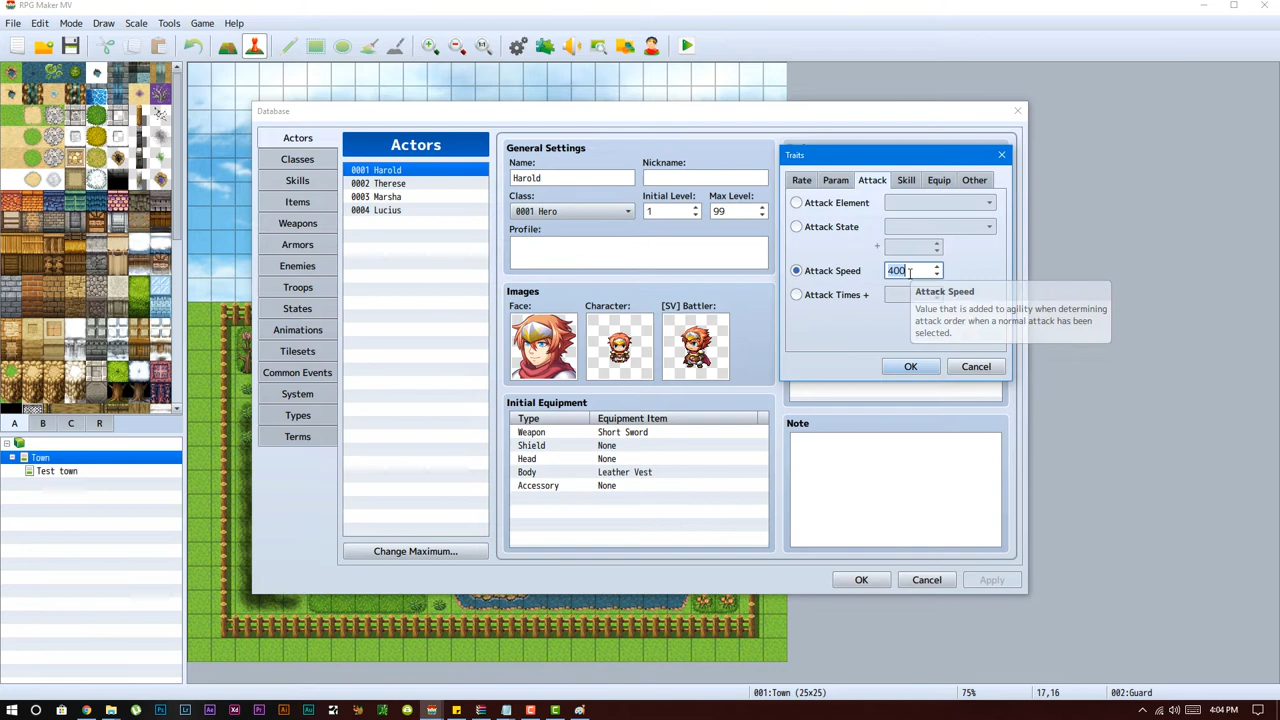 RPG Maker MV
File Edit Mode Draw Scale Tools Game Help
Database
Actors
Classes
Skills
Items
Weapons
Armors
Enemies
Troops
States
Animations
Tilesets
Common Events
System
Types
Terms
Actors
0001 Harold
0002 Therese
0003 Marsha
0004 Lucius
Change Maximum...
General Settings
Name: Nickname:
Harold
Class: Initial Level: Max Level:
0001 Hero 1 99
Profile:
Images
Face: Character: [SV] Battler:
Initial Equipment
Type Equipment Item
Weapon Short Sword
Shield None
Head None
Body Leather Vest
Accessory None
Traits
Rate Param Attack Skill Equip Other
Attack Element
Attack State
+
Attack Speed 400
Attack Times +
Attack Speed
Value that is added to agility when determining
attack order when a normal attack has been
selected.
OK Cancel
Note
OK Cancel Apply
A B C R
Town
Test town
001:Town (25x25) 75% 17,16 002:Guard
4:04 PM